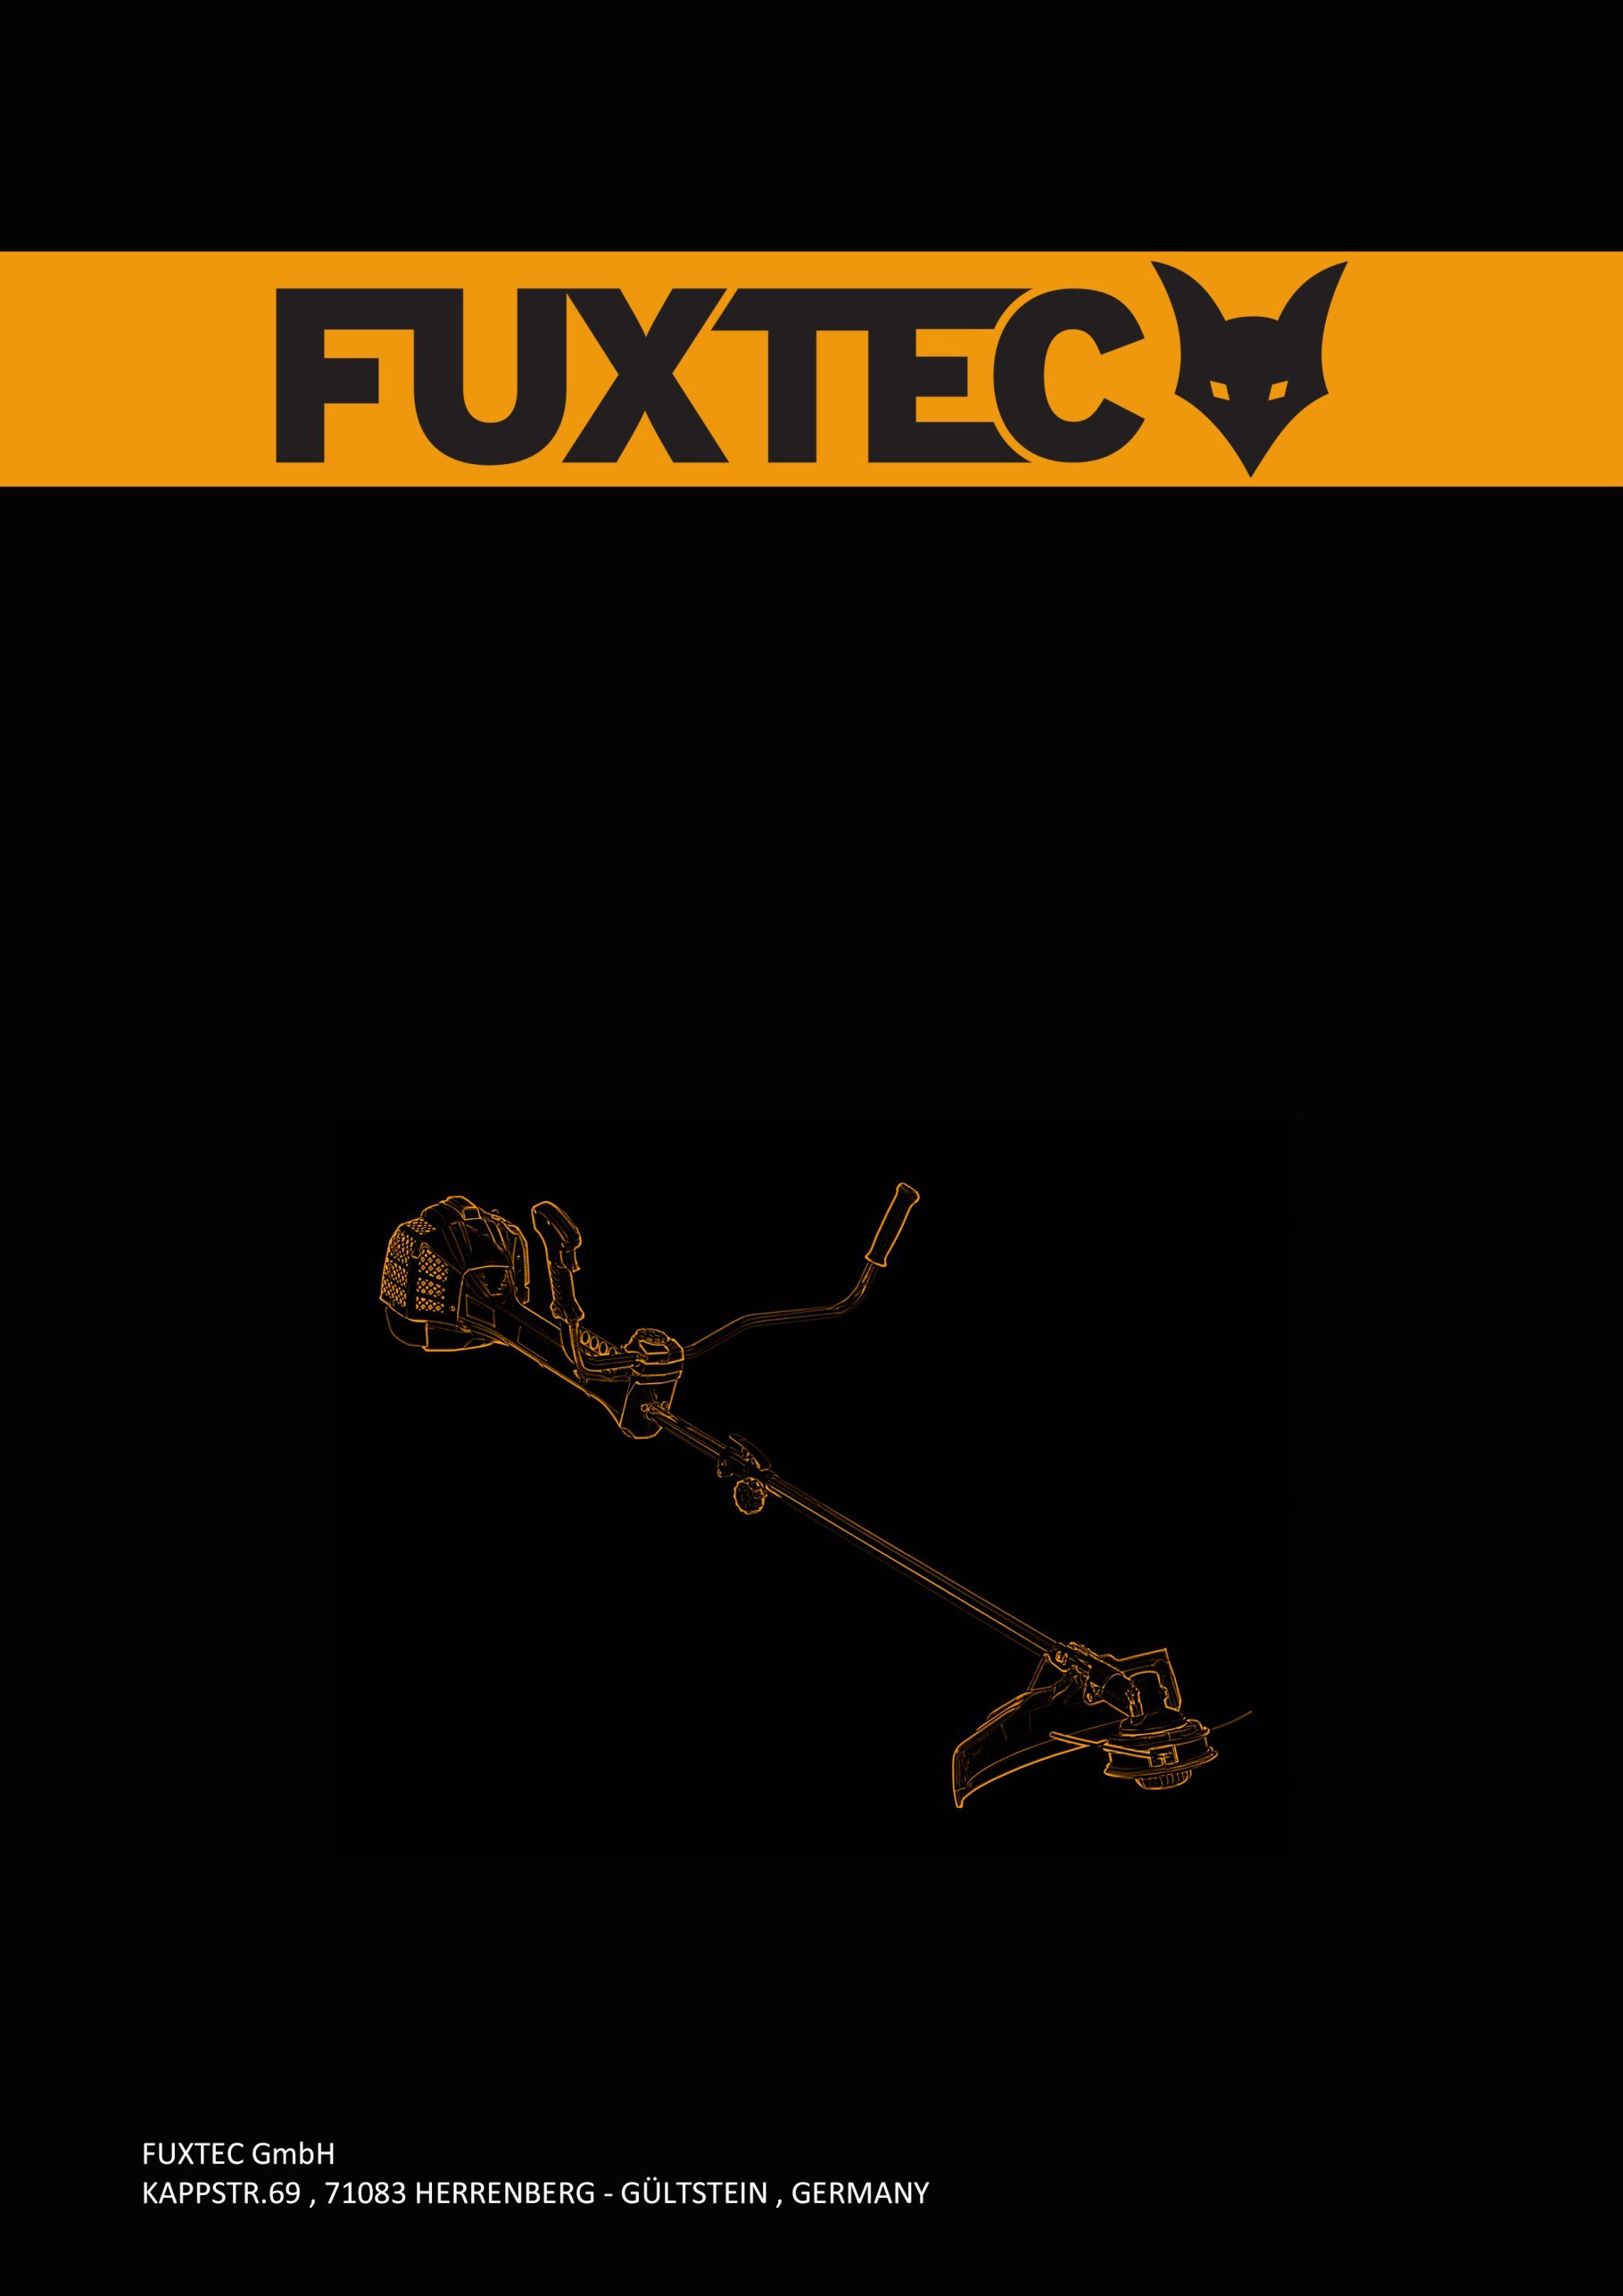 FUXTEC
FUXTEC GmbH
KAPPSTR.69 , 71083 HERRENBERG - GÜLTSTEIN , GERMANY